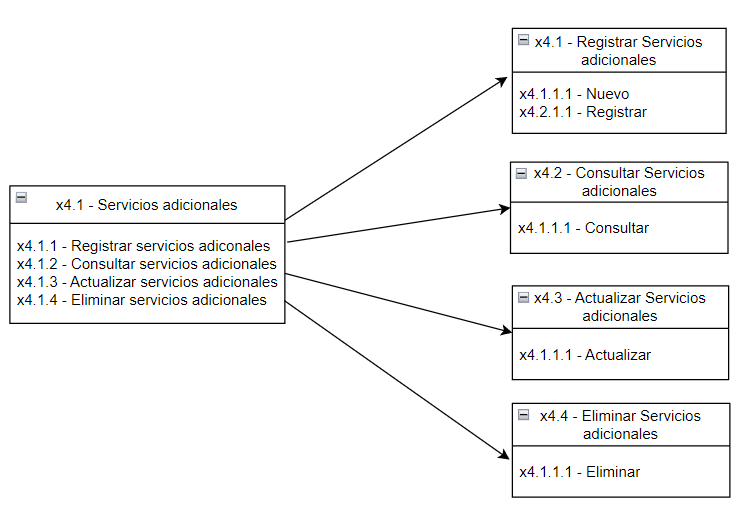 x4.1 - Servicios adicionales
x4.1.1 - Registrar servicios adiconales
x4.1.2 - Consultar servicios adicionales
x4.1.3 - Actualizar servicios adicionales
x4.1.4 - Eliminar servicios adicionales
x4.1 - Registrar Servicios
adicionales
x4.1.1.1 - Nuevo
x4.2.1.1 - Registrar
x4.2 - Consultar Servicios
adicionales
x4.1.1.1 - Consultar
x4.3 - Actualizar Servicios
adicionales
x4.1.1.1 - Actualizar
x4.4 - Eliminar Servicios
adicionales
x4.1.1.1 - Eliminar